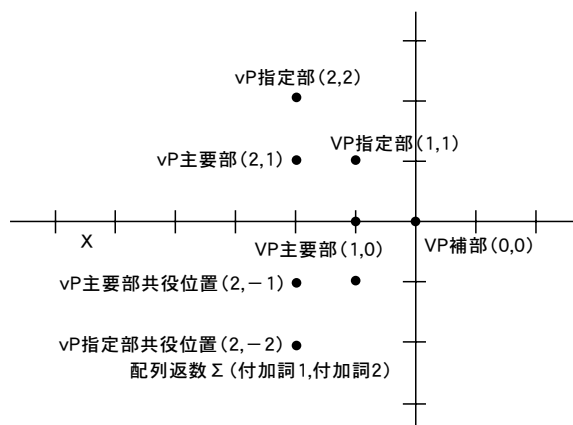 vP指定部(2,2)
VP指定部(1,1)
vP主要部(2,1)
X
VP主要部(1,0)
VP補部(0,0)
vP主要部共役位置(2,−1)
vP指定部共役位置(2,−2)
配列返数Σ(付加詞1,付加詞2)